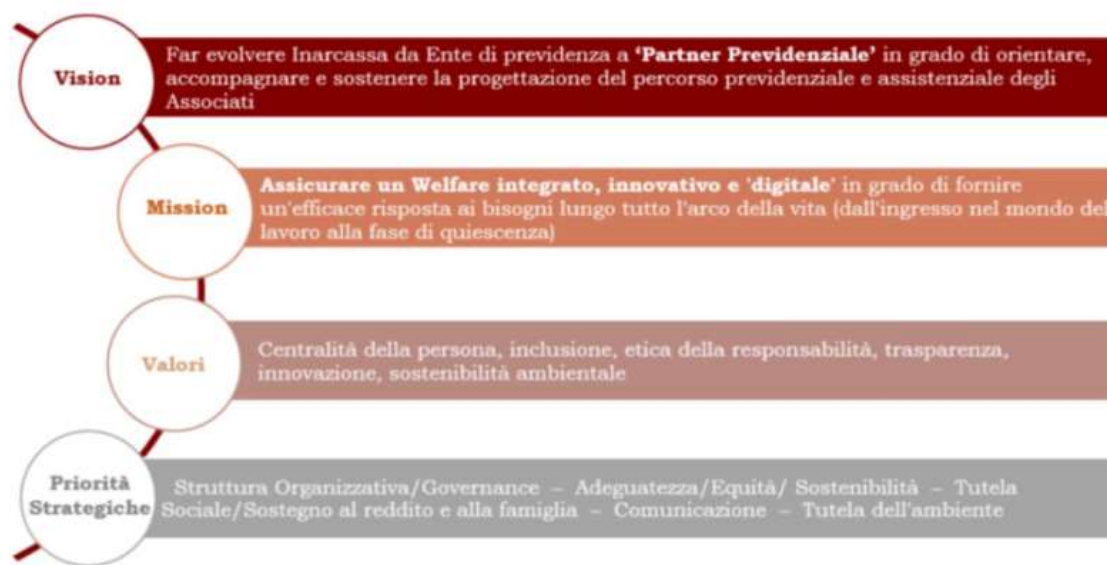 Vision
Far evolvere Inarcassa da Ente di previdenza a ‘Partner Previdenziale’ in grado di orientare,
accompagnare e sostenere la progettazione del percorso previdenziale e assistenziale degli
Associati
Mission
Assicurare un Welfare integrato, innovativo e 'digitale' in grado di fornire
un'efficace risposta ai bisogni lungo tutto l'arco della vita (dall'ingresso nel mondo del
lavoro alla fase di quiescenza)
Valori
Centralità della persona, inclusione, etica della responsabilità, trasparenza,
innovazione, sostenibilità ambientale
Priorità
Strategiche
Struttura Organizzativa/Governance – Adeguatezza/Equità/ Sostenibilità – Tutela
Sociale/Sostegno al reddito e alla famiglia – Comunicazione – Tutela dell'ambiente